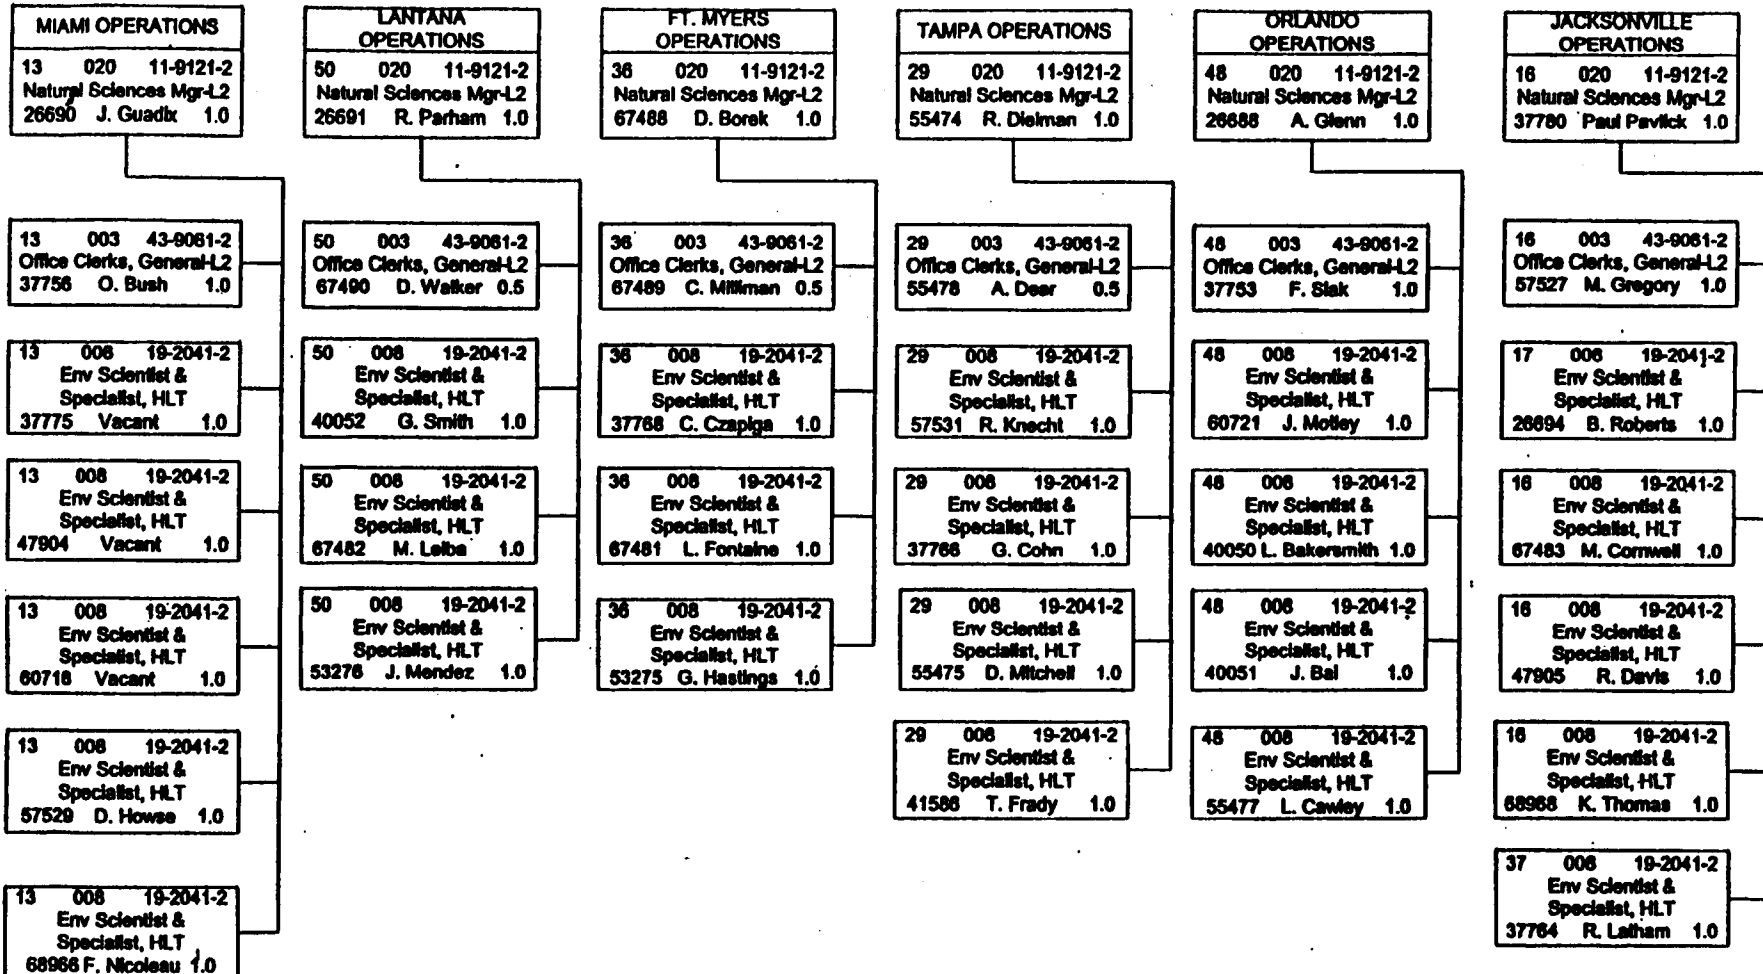 MIAMI OPERATIONS
13 020 11-9121-2
Natural Sciences Mgr-L2
26690 J. Guadix 1.0
13 003 43-9061-2
Office Clerks, General-L2
37756 O. Bush 1.0
13 008 19-2041-2
Env Scientist &
Specialist, HLT
37775 Vacant 1.0
13 008 19-2041-2
Env Scientist &
Specialist, HLT
47904 Vacant 1.0
13 008 19-2041-2
Env Scientist &
Specialist, HLT
60718 Vacant 1.0
13 008 19-2041-2
Env Scientist &
Specialist, HLT
57529 D. Howse 1.0
13 008 19-2041-2
Env Scientist &
Specialist, HLT
68966 F. Nicoleau 1.0
LANTANA
OPERATIONS
50 020 11-9121-2
Natural Sciences Mgr-L2
26691 R. Parham 1.0
50 003 43-9061-2
Office Clerks, General-L2
67490 D. Walker 0.5
50 008 19-2041-2
Env Scientist &
Specialist, HLT
40052 G. Smith 1.0
50 008 19-2041-2
Env Scientist &
Specialist, HLT
67482 M. Leiba 1.0
50 008 19-2041-2
Env Scientist &
Specialist, HLT
53276 J. Mendez 1.0
FT. MYERS
OPERATIONS
36 020 11-9121-2
Natural Sciences Mgr-L2
67488 D. Borek 1.0
36 003 43-9061-2
Office Clerks, General-L2
67489 C. Milliman 0.5
36 008 19-2041-2
Env Scientist &
Specialist, HLT
37768 C. Czapiga 1.0
36 008 19-2041-2
Env Scientist &
Specialist, HLT
67481 L. Fontaine 1.0
36 008 19-2041-2
Env Scientist &
Specialist, HLT
53275 G. Hastings 1.0
TAMPA OPERATIONS
29 020 11-9121-2
Natural Sciences Mgr-L2
55474 R. Dielman 1.0
29 003 43-9061-2
Office Clerks, General-L2
55478 A. Dear 0.5
29 008 19-2041-2
Env Scientist &
Specialist, HLT
57531 R. Knecht 1.0
29 008 19-2041-2
Env Scientist &
Specialist, HLT
37766 G. Cohn 1.0
29 008 19-2041-2
Env Scientist &
Specialist, HLT
55475 D. Mitchell 1.0
29 008 19-2041-2
Env Scientist &
Specialist, HLT
41586 T. Frady 1.0
ORLANDO
OPERATIONS
48 020 11-9121-2
Natural Sciences Mgr-L2
26688 A. Glenn 1.0
48 003 43-9061-2
Office Clerks, General-L2
37753 F. Siak 1.0
48 008 19-2041-2
Env Scientist &
Specialist, HLT
60721 J. Motley 1.0
48 008 19-2041-2
Env Scientist &
Specialist, HLT
40050 L. Bakersmith 1.0
48 008 19-2041-2
Env Scientist &
Specialist, HLT
40051 J. Bal 1.0
48 008 19-2041-2
Env Scientist &
Specialist, HLT
55477 L. Cawley 1.0
JACKSONVILLE
OPERATIONS
16 020 11-9121-2
Natural Sciences Mgr-L2
37780 Paul Pavlick 1.0
16 003 43-9061-2
Office Clerks, General-L2
57527 M. Gregory 1.0
17 008 19-2041-2
Env Scientist &
Specialist, HLT
26694 B. Roberts 1.0
16 008 19-2041-2
Env Scientist &
Specialist, HLT
67483 M. Cornwell 1.0
16 008 19-2041-2
Env Scientist &
Specialist, HLT
47905 R. Davis 1.0
16 008 19-2041-2
Env Scientist &
Specialist, HLT
68968 K. Thomas 1.0
37 008 19-2041-2
Env Scientist &
Specialist, HLT
37764 R. Latham 1.0